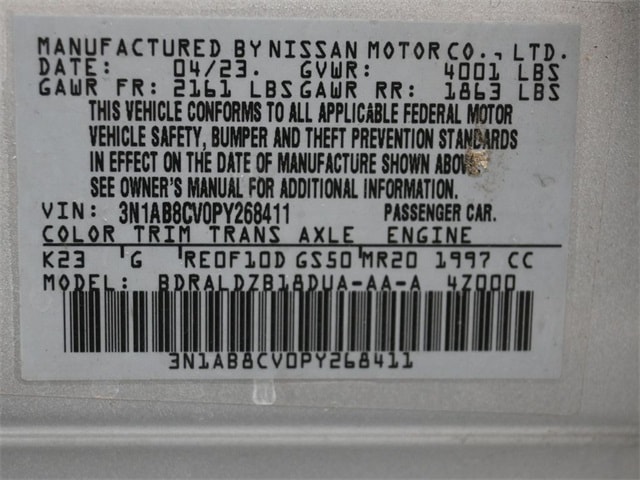 MANUFACTURED BY NISSAN MOTOR CO., LTD.
DATE: 04/23. GVWR: 4001 LBS
GAWR FR: 2161 LBS GAWR RR: 1863 LBS
THIS VEHICLE CONFORMS TO ALL APPLICABLE FEDERAL MOTOR
VEHICLE SAFETY, BUMPER AND THEFT PREVENTION STANDARDS
IN EFFECT ON THE DATE OF MANUFACTURE SHOWN ABOVE.
SEE OWNER'S MANUAL FOR ADDITIONAL INFORMATION.
VIN: 3N1AB8CV0PY268411 PASSENGER CAR.
COLOR TRIM TRANS AXLE ENGINE
K23 G RE0F10D GS50 MR20 1997 CC
MODEL: BDRALDZB18DUA-AA-A 4Z000
3N1AB8CV0PY268411